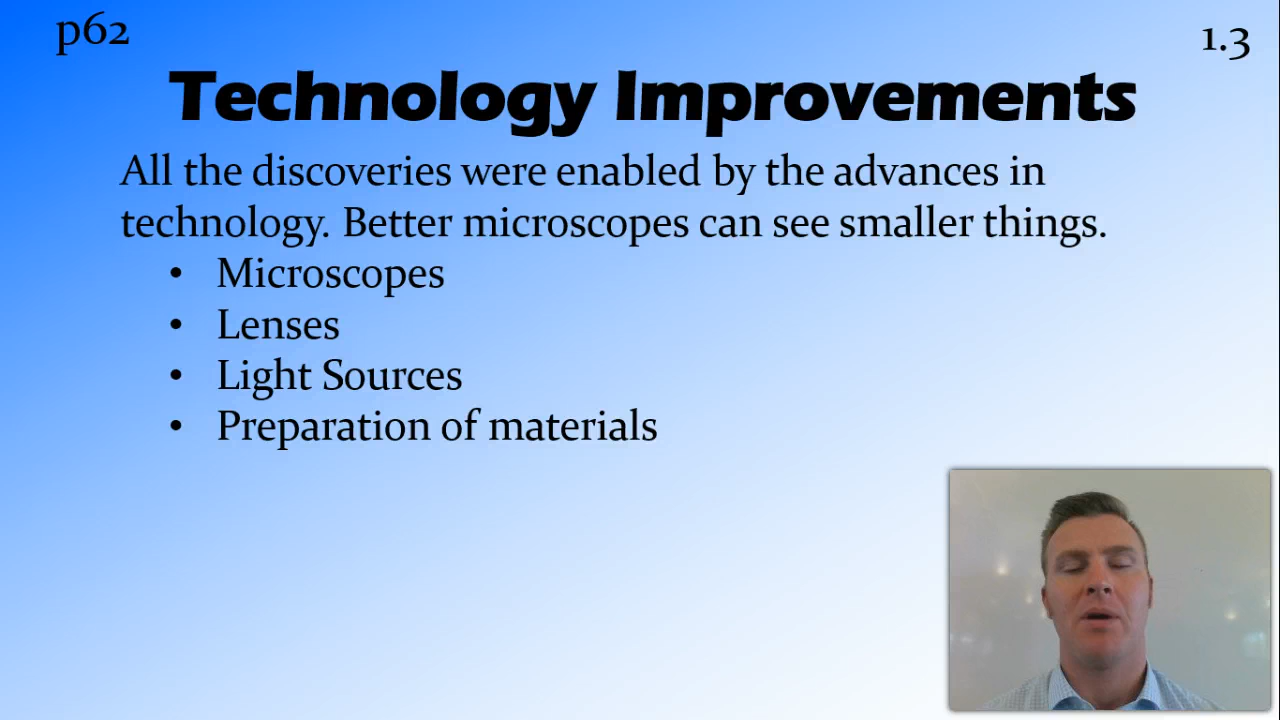 p62
1.3
Technology Improvements
All the discoveries were enabled by the advances in
technology. Better microscopes can see smaller things.
• Microscopes
• Lenses
• Light Sources
• Preparation of materials